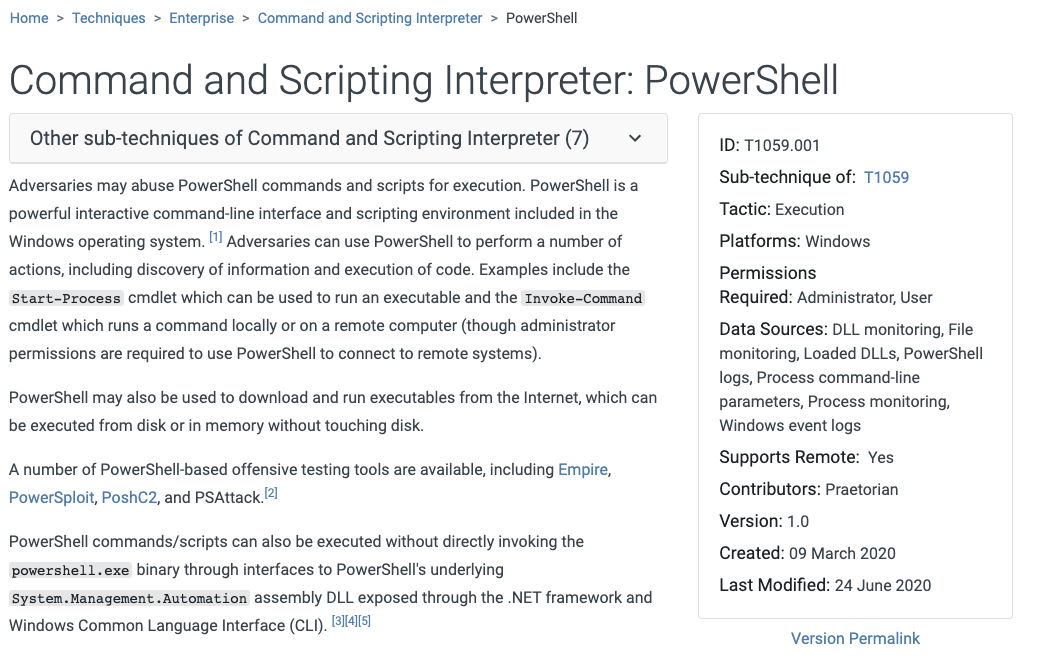 Home > Techniques > Enterprise > Command and Scripting Interpreter > PowerShell
Command and Scripting Interpreter: PowerShell
Other sub-techniques of Command and Scripting Interpreter (7)
Adversaries may abuse PowerShell commands and scripts for execution. PowerShell is a
powerful interactive command-line interface and scripting environment included in the
Windows operating system. [1] Adversaries can use PowerShell to perform a number of
actions, including discovery of information and execution of code. Examples include the
Start-Process cmdlet which can be used to run an executable and the Invoke-Command
cmdlet which runs a command locally or on a remote computer (though administrator
permissions are required to use PowerShell to connect to remote systems).
PowerShell may also be used to download and run executables from the Internet, which can
be executed from disk or in memory without touching disk.
A number of PowerShell-based offensive testing tools are available, including Empire,
PowerSploit, PoshC2, and PSAttack.[2]
PowerShell commands/scripts can also be executed without directly invoking the
powershell.exe binary through interfaces to PowerShell's underlying
System.Management.Automation assembly DLL exposed through the .NET framework and
Windows Common Language Interface (CLI). [3][4][5]
ID: T1059.001
Sub-technique of: T1059
Tactic: Execution
Platforms: Windows
Permissions
Required: Administrator, User
Data Sources: DLL monitoring, File
monitoring, Loaded DLLs, PowerShell
logs, Process command-line
parameters, Process monitoring,
Windows event logs
Supports Remote: Yes
Contributors: Praetorian
Version: 1.0
Created: 09 March 2020
Last Modified: 24 June 2020
Version Permalink